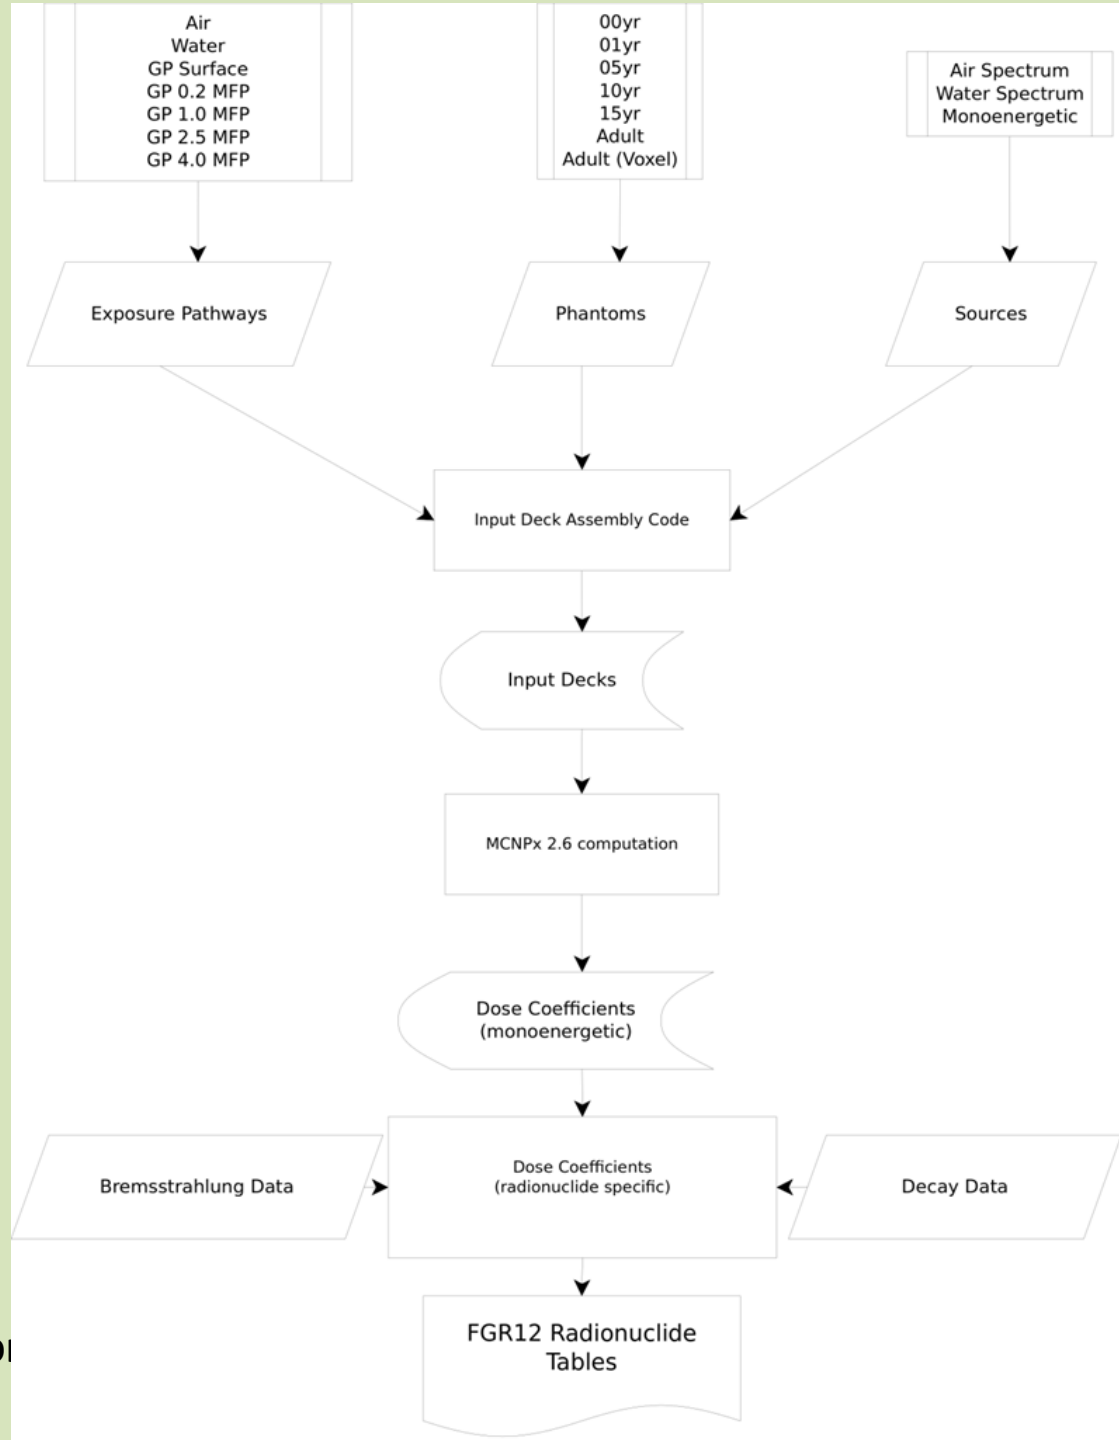 Air
Water
GP Surface
GP 0.2 MFP
GP 1.0 MFP
GP 2.5 MFP
GP 4.0 MFP
00yr
01yr
05yr
10yr
15yr
Adult
Adult (Voxel)
Air Spectrum
Water Spectrum
Monoenergetic
Exposure Pathways
Phantoms
Sources
Input Deck Assembly Code
Input Decks
MCNPx 2.6 computation
Dose Coefficients
(monoenergetic)
Bremsstrahlung Data
Dose Coefficients
(radionuclide specific)
Decay Data
FGR12 Radionuclide
Tables